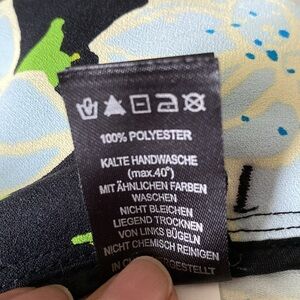 100% POLYESTER
KALTE HANDWASCHE
(max.40°)
MIT ÄHNLICHEN FARBEN
WASCHEN
NICHT BLEICHEN
LIEGEND TROCKNEN
VON LINKS BÜGELN
NICHT CHEMISCH REINIGEN
IN